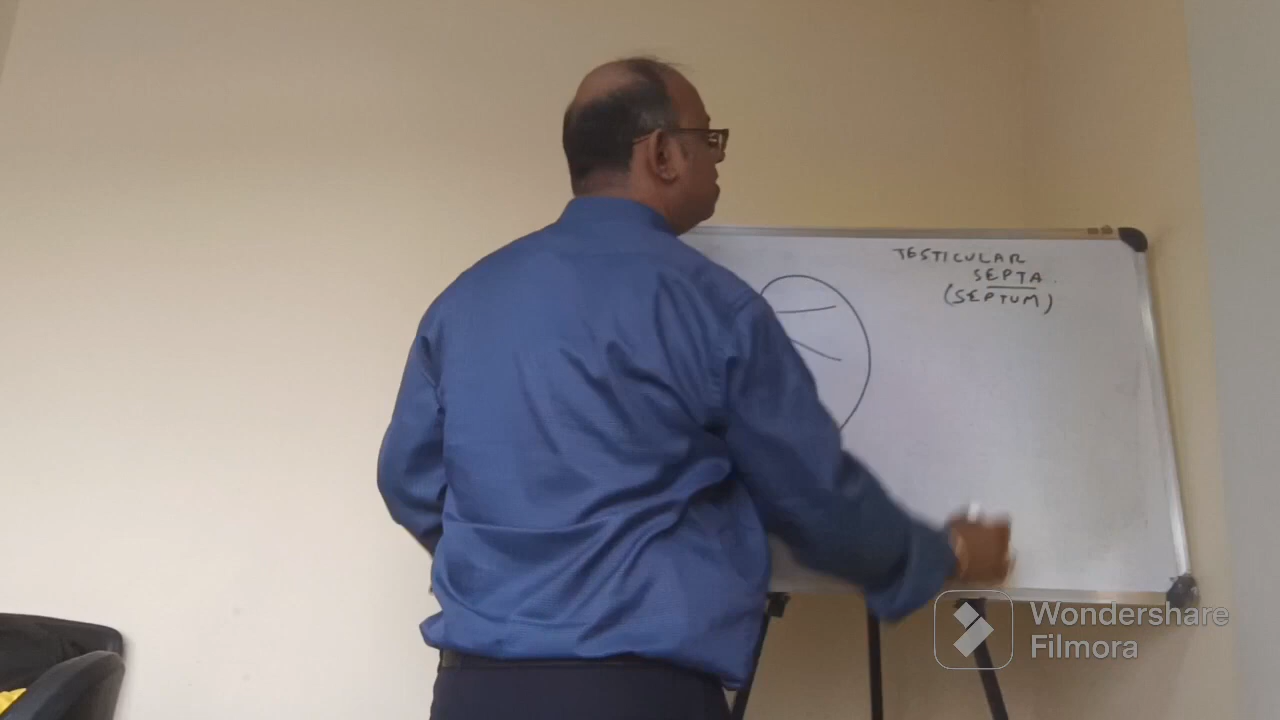 TESTICULAR
SEPTA.
(SEPTUM)
Wondershare
Filmora